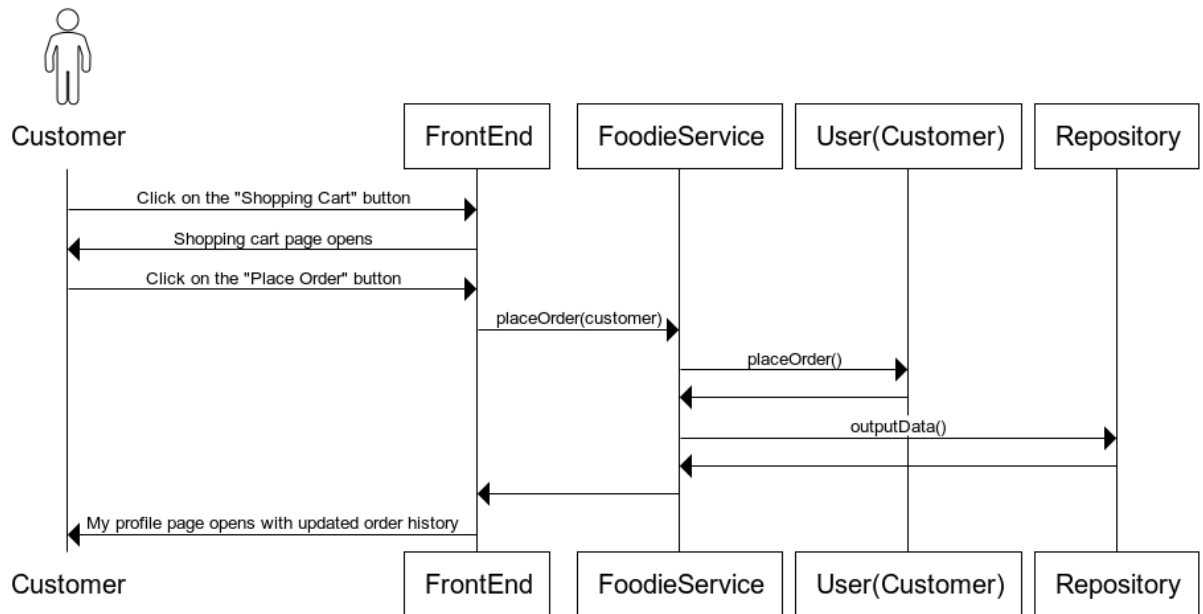 Customer
FrontEnd
FoodieService
User(Customer)
Repository
Click on the "Shopping Cart" button
Shopping cart page opens
Click on the "Place Order" button
placeOrder(customer)
placeOrder()
outputData()
My profile page opens with updated order history
Customer
FrontEnd
FoodieService
User(Customer)
Repository